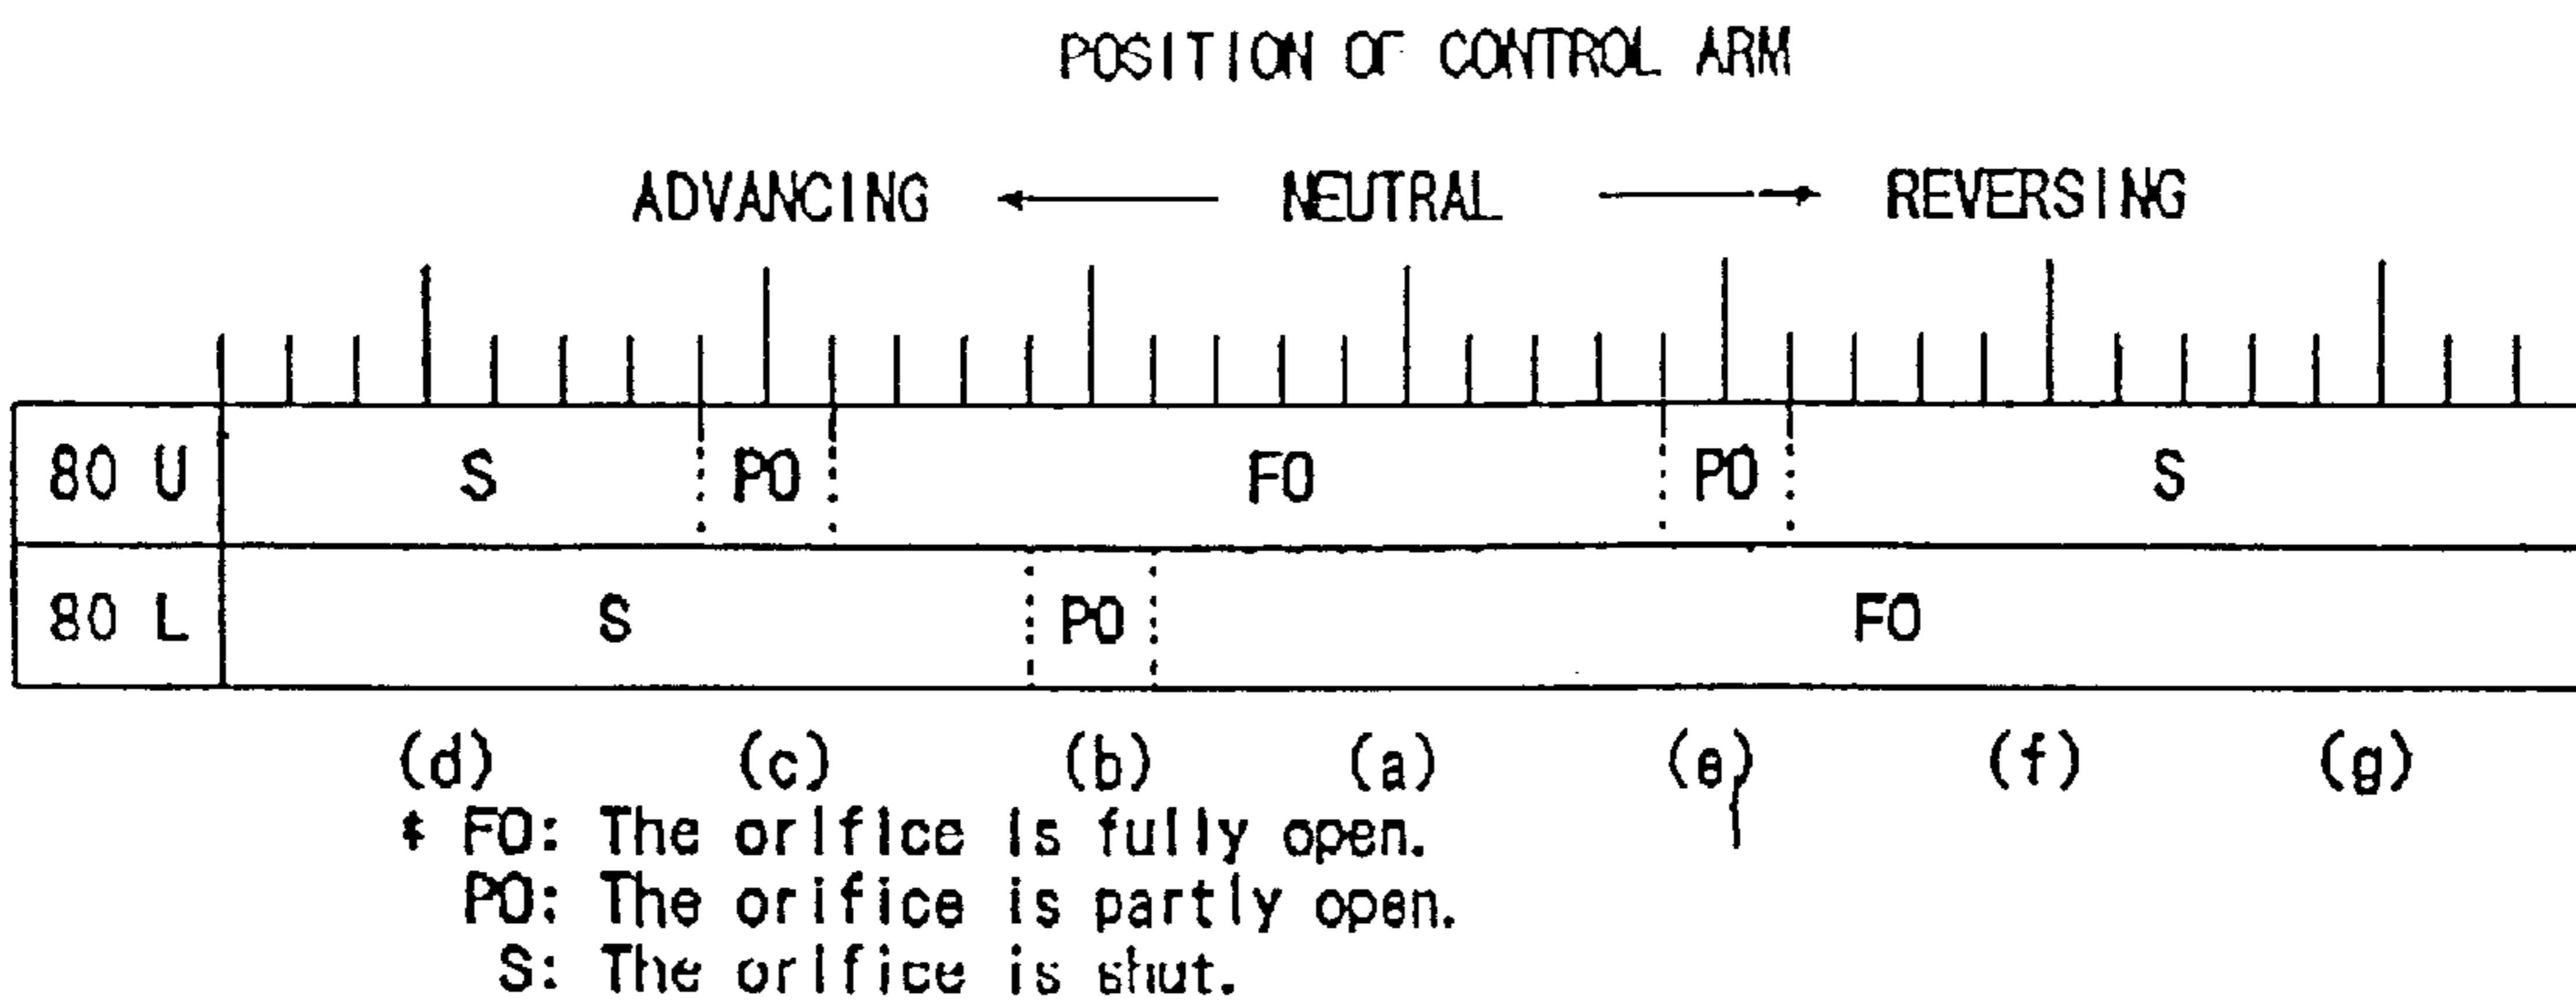 POSITION OF CONTROL ARM
ADVANCING NEUTRAL REVERSING
80 U S PO FO PO S
80 L S PO FO
(d) (c) (b) (a) (e) (f) (g)
* FO: The orifice is fully open.
PO: The orifice is partly open.
S: The orifice is shut.